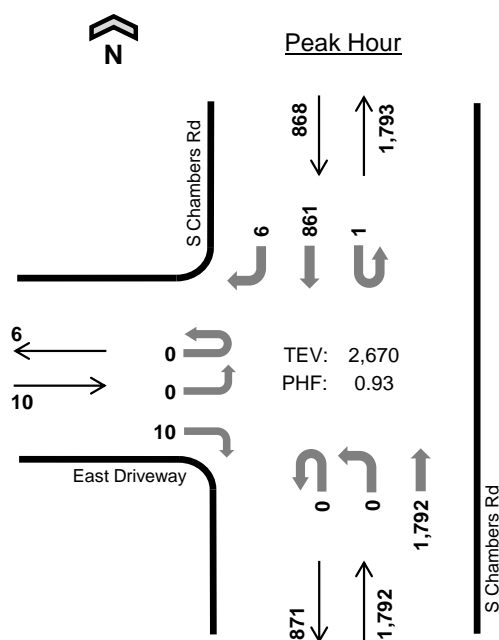 N
Peak Hour
S Chambers Rd
868
1,793
6
861
1
6
10
0
0
10
TEV: 2,670
PHF: 0.93
East Driveway
0
0
1,792
S Chambers Rd
871
1,792